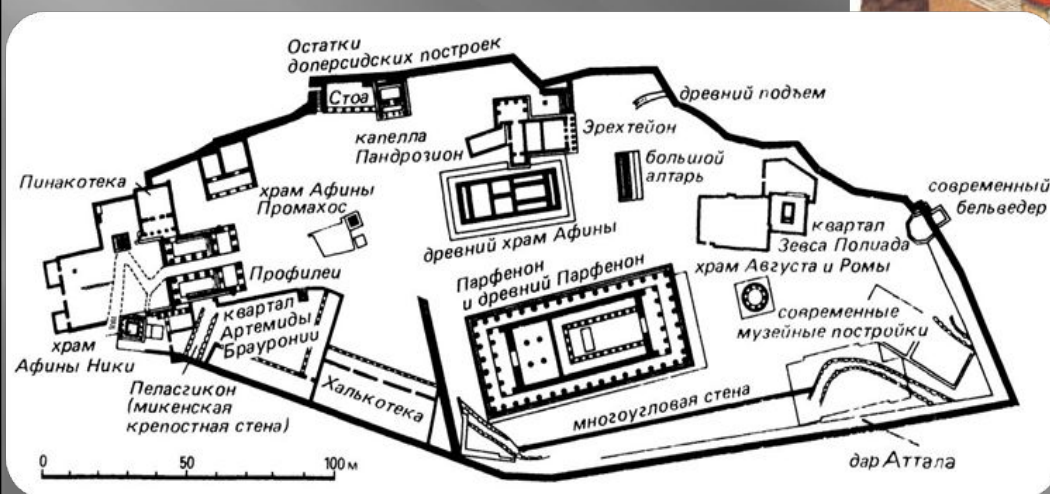 Остатки
доперсидских построек
Стоа
капелла
Пандрозион
Эрехтейон
древний подъем
большой
алтарь
современный
бельведер
Пинакотека
храм Афины
Промахос
древний храм Афины
квартал
Зевса Полиада
храм Августа и Ромы
Парфенон
и древний Парфенон
Профилеи
квартал
Артемиды
Брауронии
современные
музейные постройки
храм
Афины Ники
Пеласгикон
(микенская
крепостная стена)
Халькотека
многоугловая стена
дар Аттала
0 50 100 м